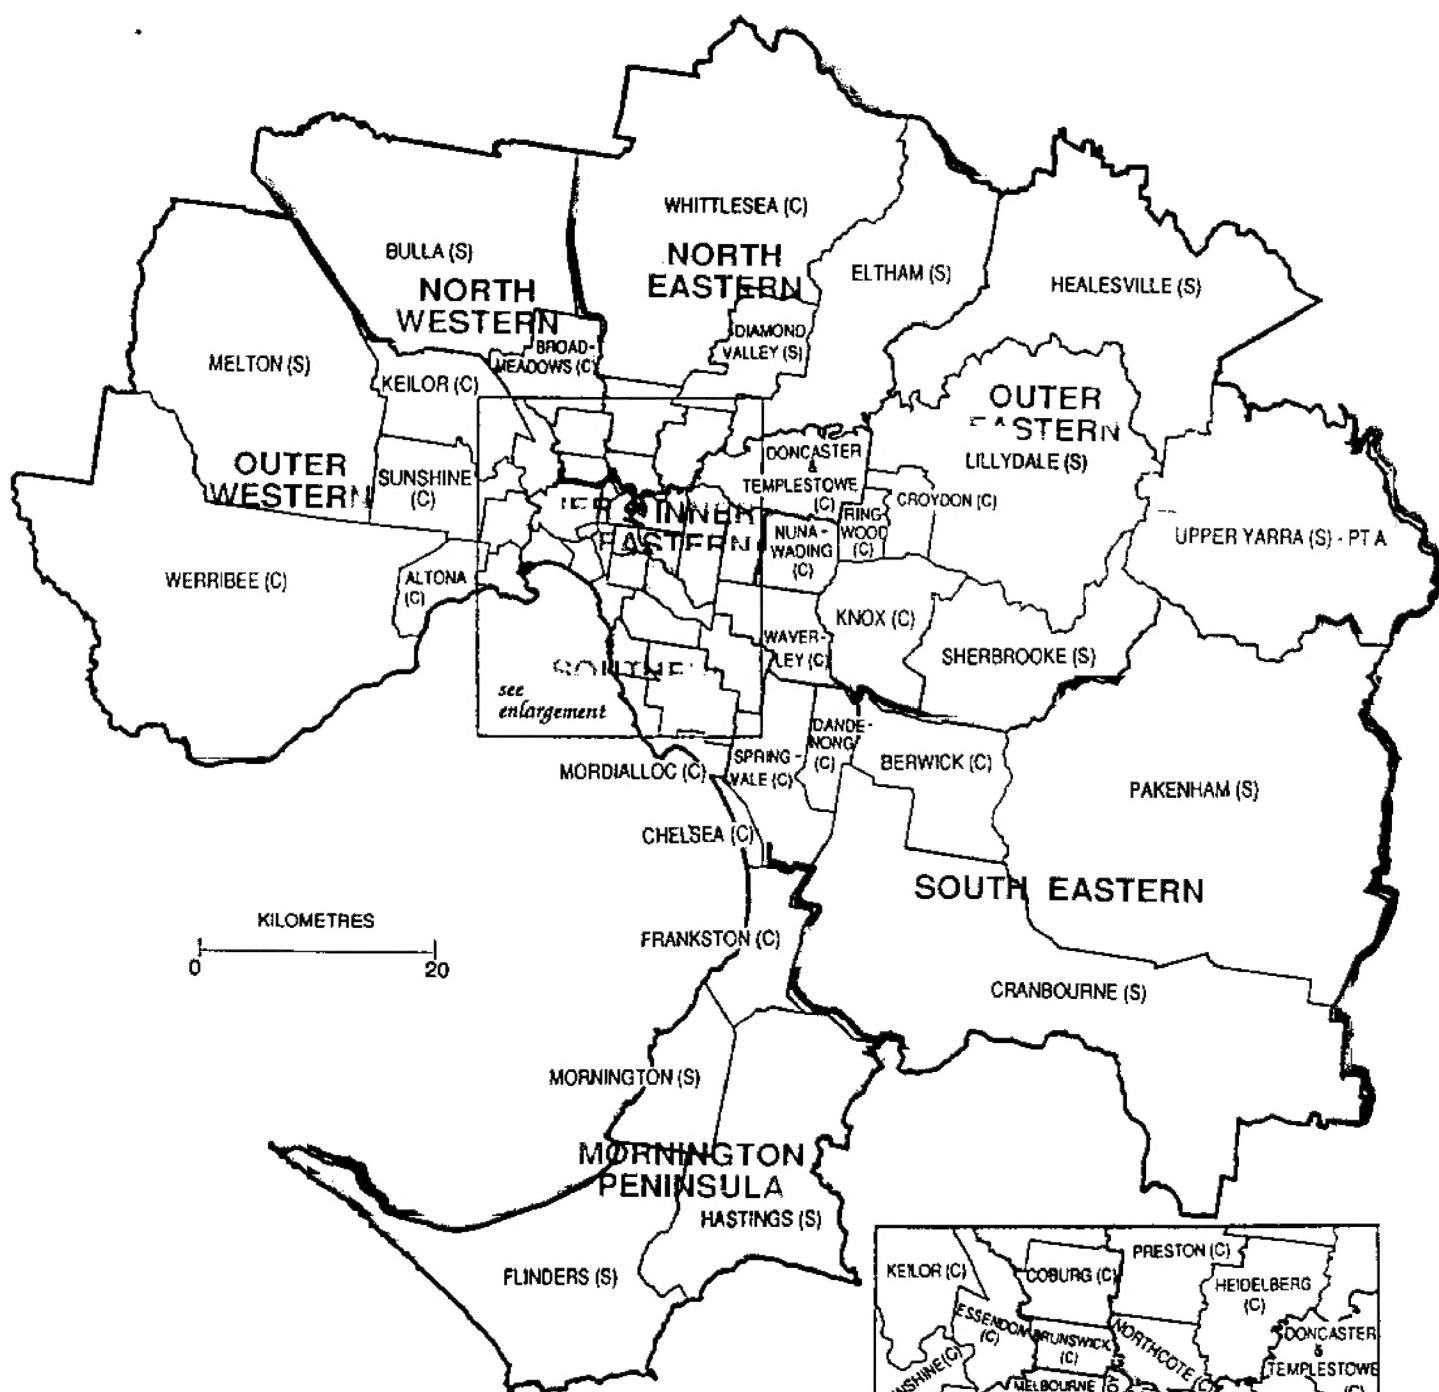 WHITTLESEA (C)
NORTH
EASTERN
BULLA (S)
NORTH
WESTERN
ELTHAM (S)
HEALESVILLE (S)
DIAMOND
VALLEY (S)
BROAD-
MEADOWS (C)
MELTON (S)
KEILOR (C)
OUTER
WESTERN
SUNSHINE
(C)
DONCASTER
&
TEMPLESTOWE
(C)
OUTER
LILLYDALE (S)
CROYDON (C)
RING
WOOD
(C)
NUNA-
WADING
(C)
INNER
EASTERN
UPPER YARRA (S) - PT A
WERRIBEE (C)
ALTONA
(C)
KNOX (C)
WAVER-
LEY (C)
SHERBROOKE (S)
see
enlargement
DANDE-
NONG
(C)
SPRING-
VALE (C)
BERWICK (C)
MORDIALLOC (C)
PAKENHAM (S)
CHELSEA (C)
SOUTH EASTERN
KILOMETRES
0 20
FRANKSTON (C)
CRANBOURNE (S)
MORNINGTON (S)
MORNINGTON
PENINSULA
HASTINGS (S)
FLINDERS (S)
KEILOR (C)
COBURG (C)
PRESTON (C)
HEIDELBERG
(C)
ESSENDON
(C)
BRUNSWICK
(C)
NORTHCOTE (C)
DONCASTER
&
TEMPLESTOWE
MELBOURNE